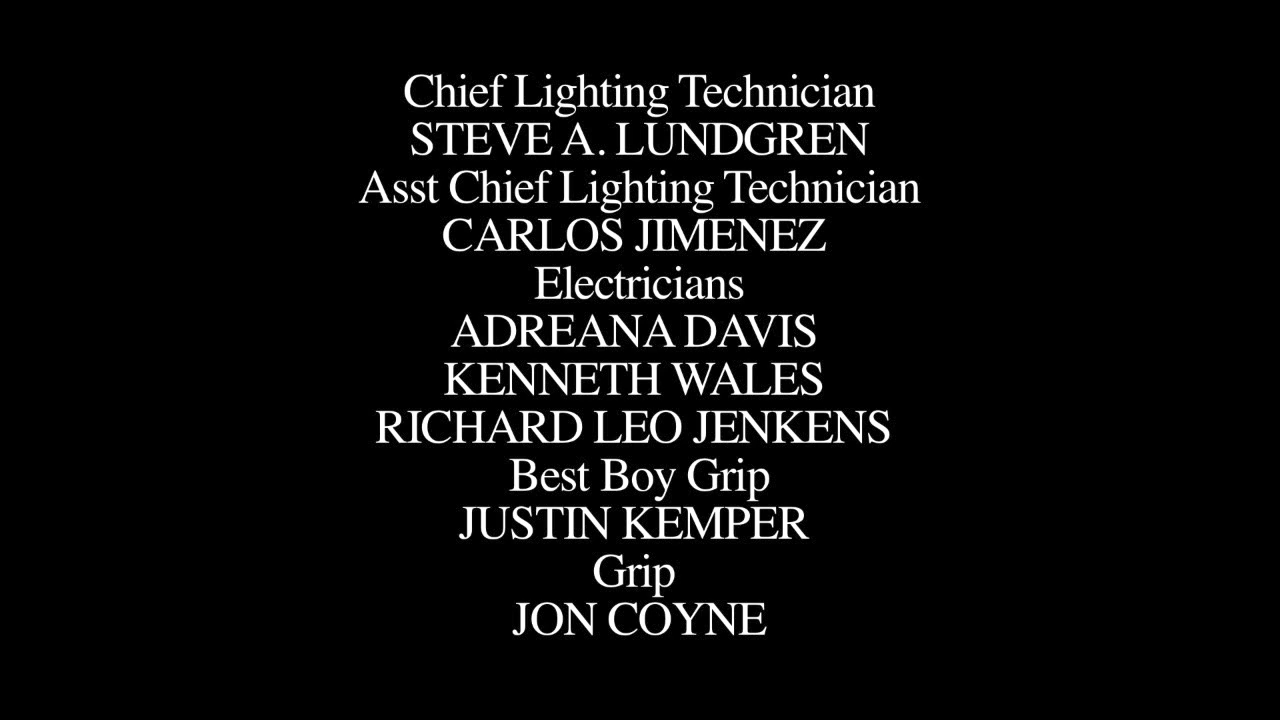 Chief Lighting Technician
STEVE A. LUNDGREN
Asst Chief Lighting Technician
CARLOS JIMENEZ
Electricians
ADREANA DAVIS
KENNETH WALES
RICHARD LEO JENKENS
Best Boy Grip
JUSTIN KEMPER
Grip
JON COYNE